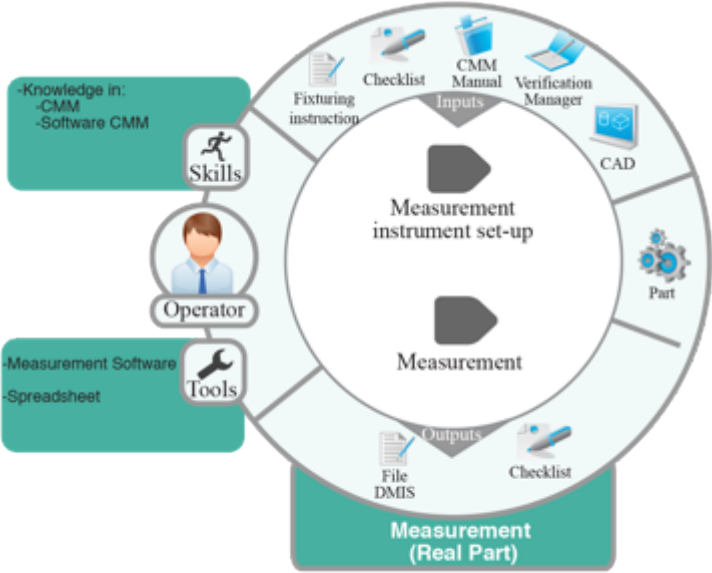 -Knowledge in:
-CMM
-Software CMM
Skills
Operator
-Measurement Software
-Spreadsheet
Tools
Fixturing
instruction
Checklist
CMM
Manual
Verification
Manager
CAD
Inputs
Measurement
instrument set-up
Part
Measurement
Outputs
File
DMIS
Checklist
Measurement
(Real Part)